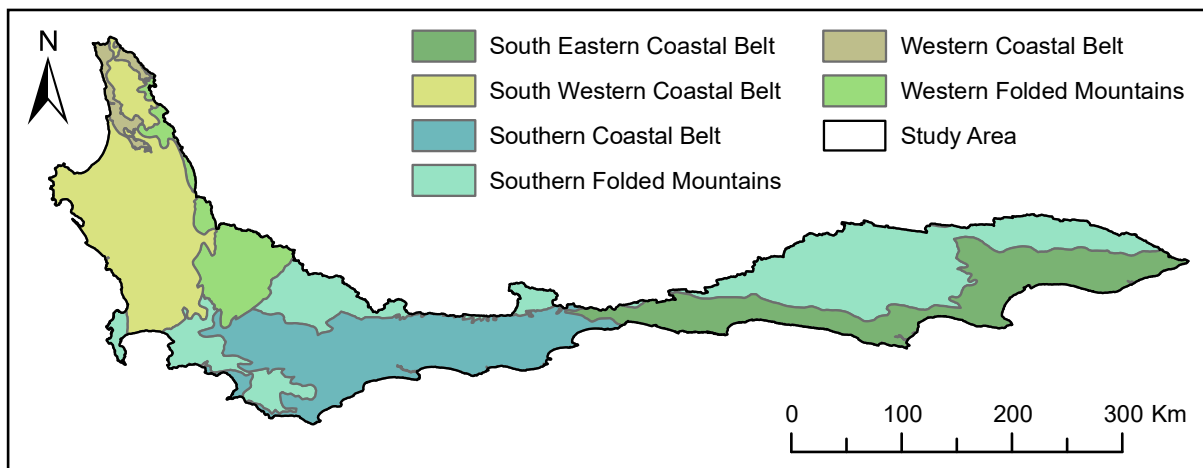 N
South Eastern Coastal Belt
South Western Coastal Belt
Southern Coastal Belt
Southern Folded Mountains
Western Coastal Belt
Western Folded Mountains
Study Area
0 100 200 300 Km